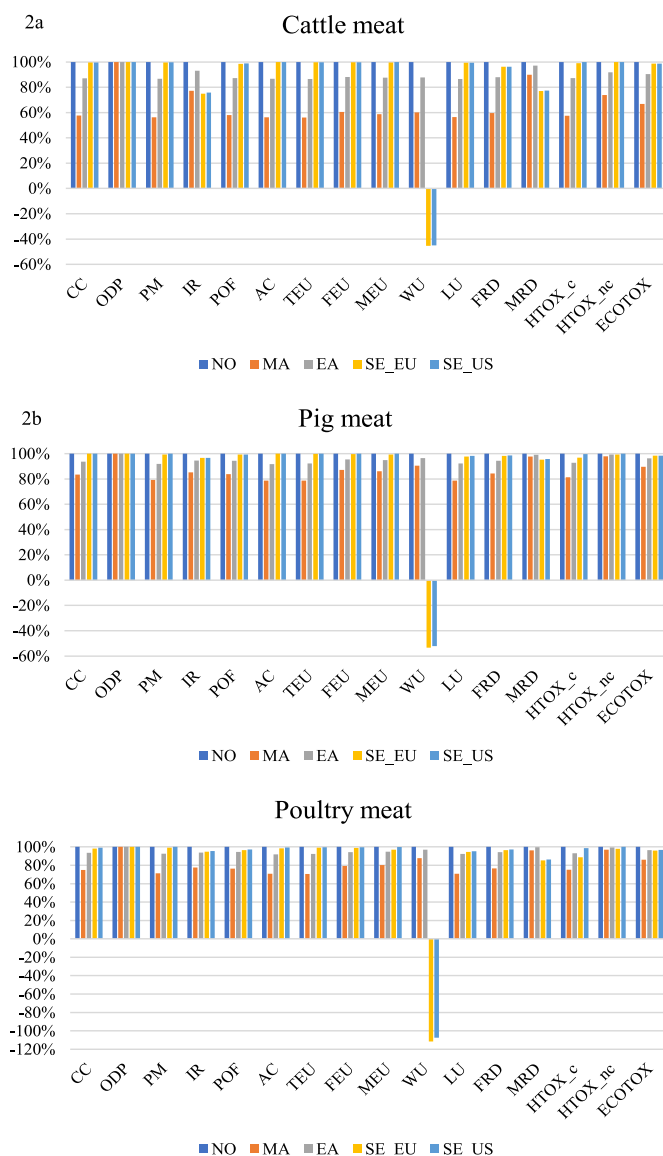 2a
Cattle meat
100%
80%
60%
40%
20%
0%
-20%
-40%
-60%
CC ODP PM IR POF AC TEU FEU MEU WU LU FRD MRD HTOX_c HTOX_nc ECOTOX
NO MA EA SE_EU SE_US
2b
Pig meat
100%
80%
60%
40%
20%
0%
-20%
-40%
-60%
CC ODP PM IR POF AC TEU FEU MEU WU LU FRD MRD HTOX_c HTOX_nc ECOTOX
NO MA EA SE_EU SE_US
Poultry meat
100%
80%
60%
40%
20%
0%
-20%
-40%
-60%
-80%
-100%
-120%
CC ODP PM IR POF AC TEU FEU MEU WU LU FRD MRD HTOX_c HTOX_nc ECOTOX
NO MA EA SE_EU SE_US